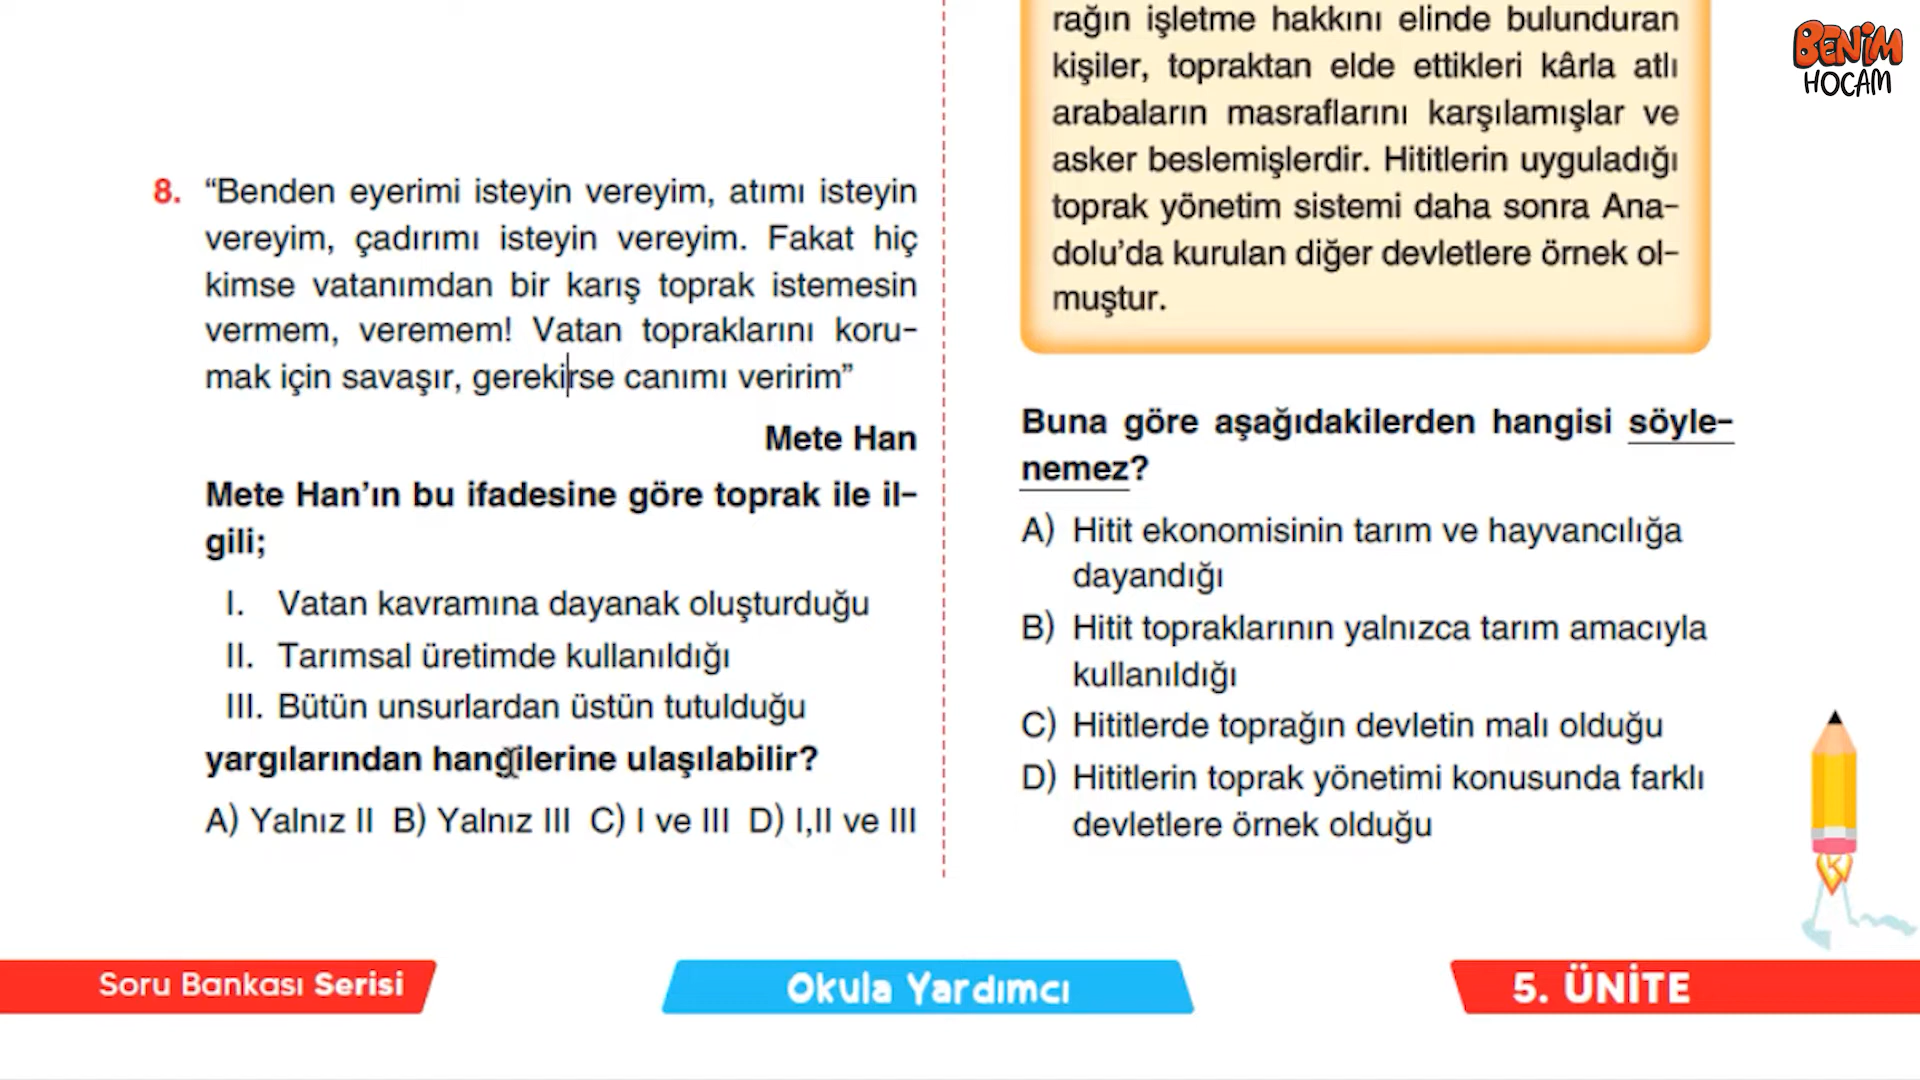 8. “Benden eyerimi isteyin vereyim, atımı isteyin
vereyim, çadırımı isteyin vereyim. Fakat hiç
kimse vatanımdan bir karış toprak istemesin
vermem, veremem! Vatan topraklarını koru-
mak için savaşır, gerekirse canımı veririm”
Mete Han
Mete Han’ın bu ifadesine göre toprak ile il-
gili;
I. Vatan kavramına dayanak oluşturduğu
II. Tarımsal üretimde kullanıldığı
III. Bütün unsurlardan üstün tutulduğu
yargılarından hangilerine ulaşılabilir?
A) Yalnız II B) Yalnız III C) I ve III D) I,II ve III
rağın işletme hakkını elinde bulunduran
kişiler, topraktan elde ettikleri kârla atlı
arabaların masraflarını karşılamışlar ve
asker beslemişlerdir. Hititlerin uyguladığı
toprak yönetim sistemi daha sonra Ana-
dolu’da kurulan diğer devletlere örnek ol-
muştur.
Buna göre aşağıdakilerden hangisi söyle-
nemez?
A) Hitit ekonomisinin tarım ve hayvancılığa
dayandığı
B) Hitit topraklarının yalnızca tarım amacıyla
kullanıldığı
C) Hititlerde toprağın devletin malı olduğu
D) Hititlerin toprak yönetimi konusunda farklı
devletlere örnek olduğu
BENİM
HOCAM
Soru Bankası Serisi
Okula Yardımcı
5. ÜNİTE